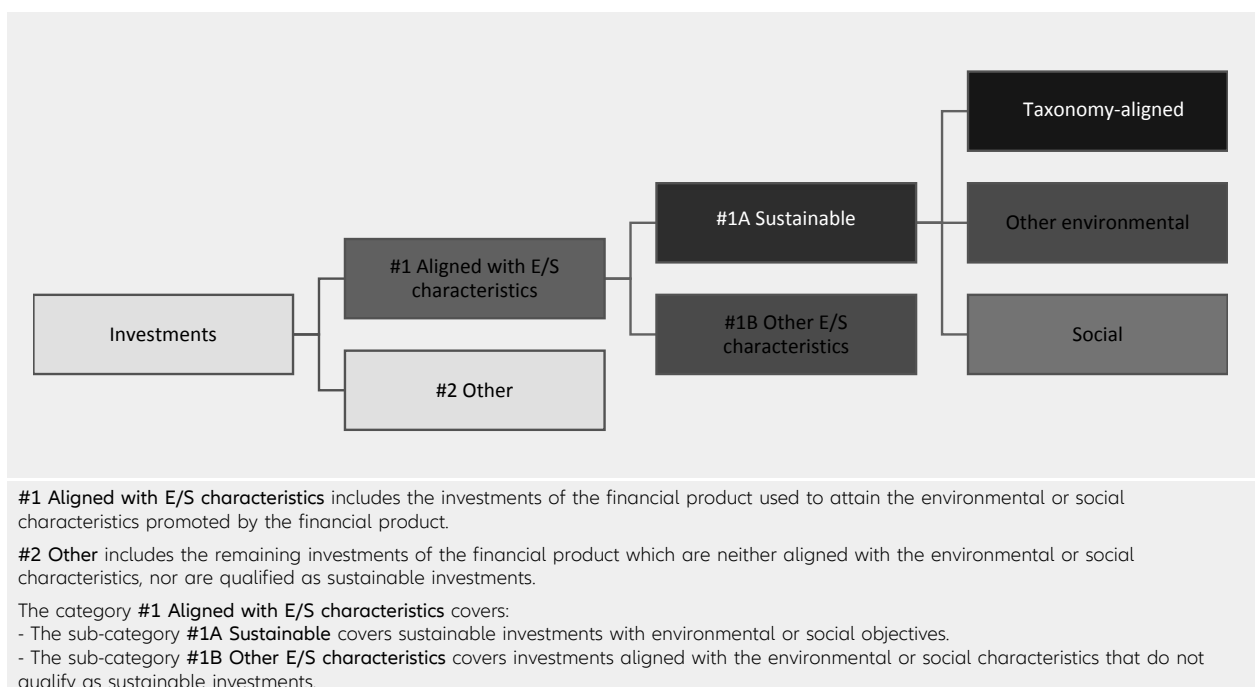 Taxonomy-aligned
#1A Sustainable
Other environmental
#1 Aligned with E/S
characteristics
Investments
#1B Other E/S
characteristics
Social
#2 Other
#1 Aligned with E/S characteristics includes the investments of the financial product used to attain the environmental or social
characteristics promoted by the financial product.
#2 Other includes the remaining investments of the financial product which are neither aligned with the environmental or social
characteristics, nor are qualified as sustainable investments.
The category #1 Aligned with E/S characteristics covers:
- The sub-category #1A Sustainable covers sustainable investments with environmental or social objectives.
- The sub-category #1B Other E/S characteristics covers investments aligned with the environmental or social characteristics that do not
qualify as sustainable investments.